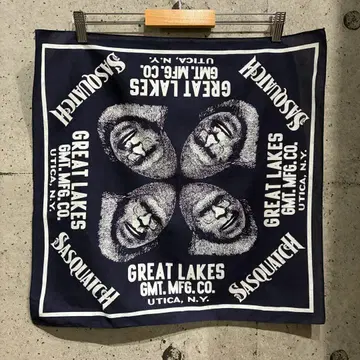 GREAT LAKES
GMT. MFG. CO.
UTICA, N.Y.
SASQUATCH
SASQUATCH
GREAT LAKES
GMT. MFG. CO.
UTICA, N.Y.
GREAT LAKES
GMT. MFG. CO.
UTICA, N.Y.
SASQUATCH
SASQUATCH
GREAT LAKES
GMT. MFG. CO.
UTICA, N.Y.